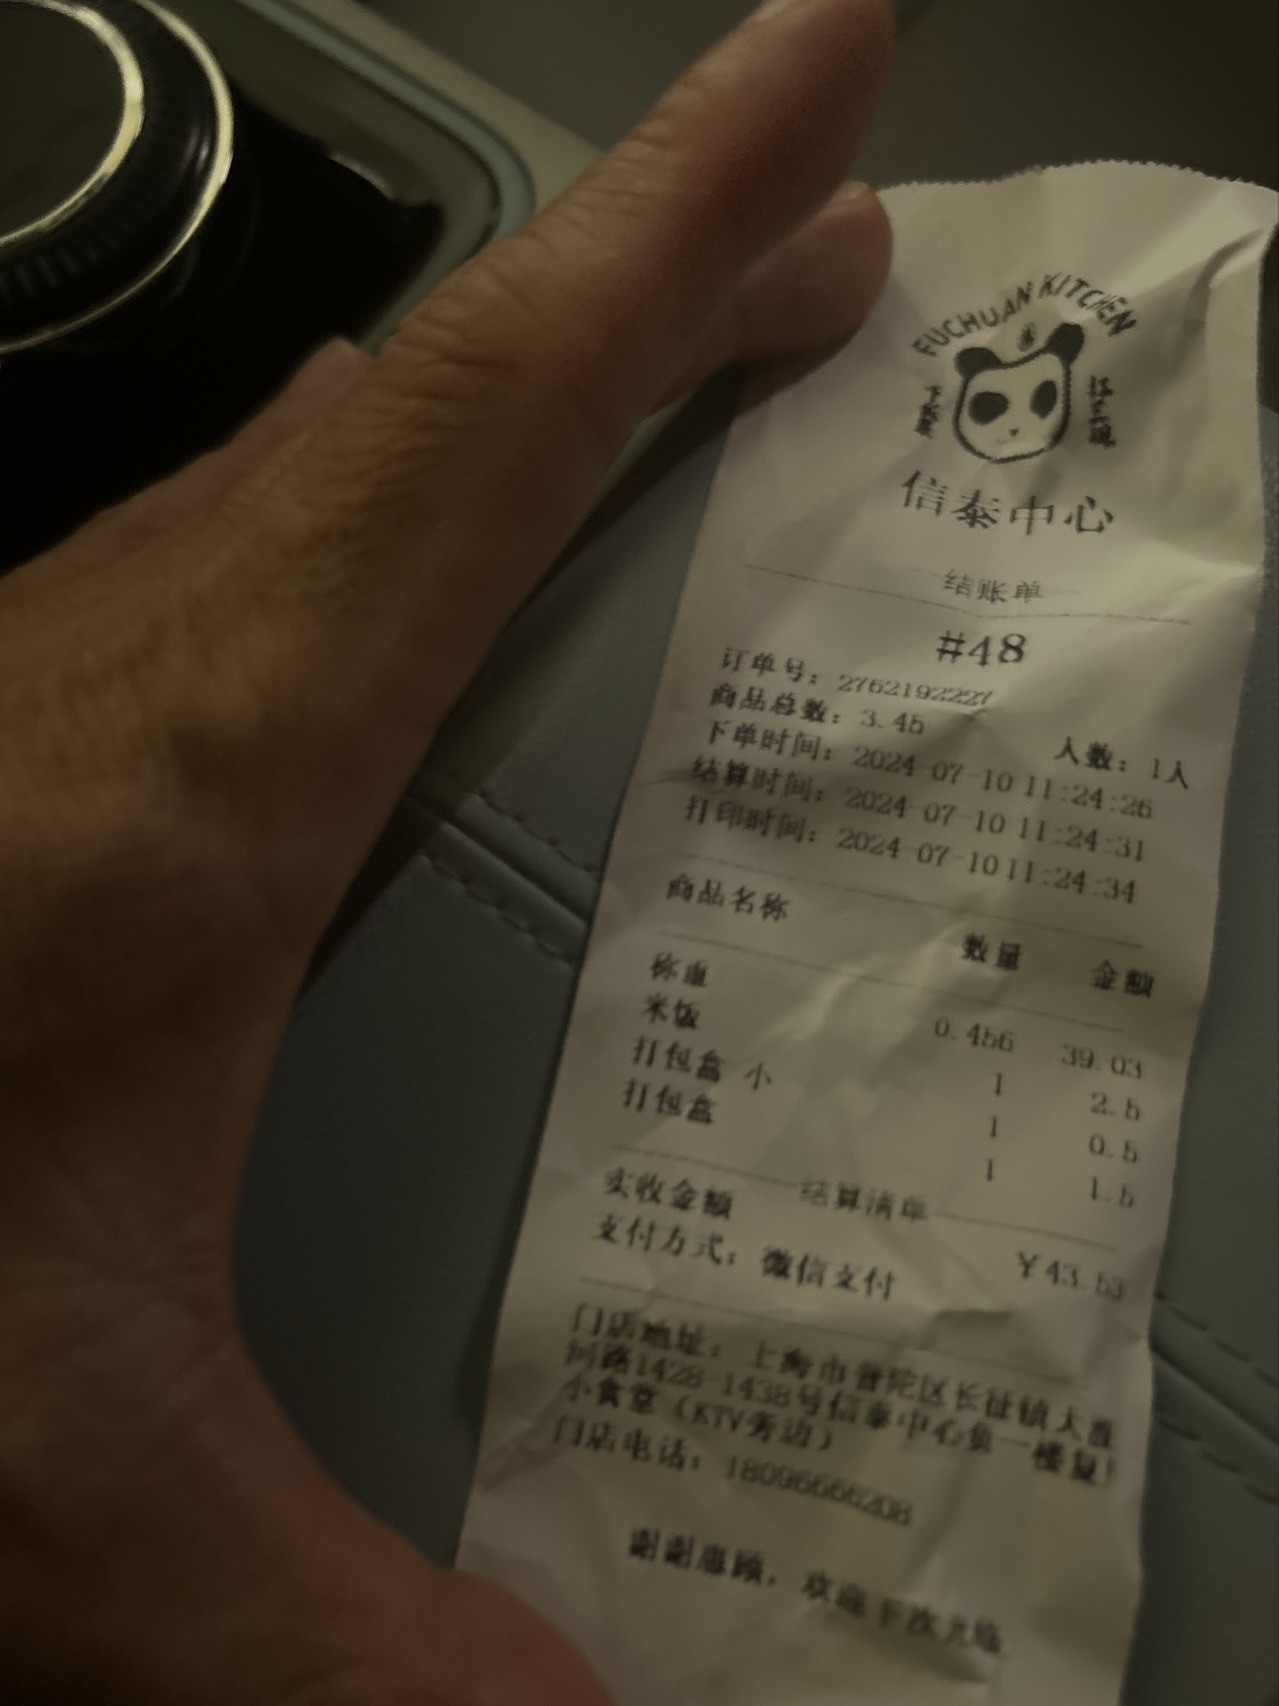 FUCHUAN KITCHEN
信泰中心
结账单
#48
订单号：2762192227
商品总数：3.45 人数：1人
下单时间：2024-07-10 11:24:26
结算时间：2024-07-10 11:24:31
打印时间：2024-07-10 11:24:34
商品名称 数量 金额
称重 0.456 39.03
米饭 1 2.5
打包盒 小 1 0.5
打包盒 1 1.5
结算清单
实收金额 ￥43.53
支付方式：微信支付
门店地址：上海市普陀区长征镇大渡
河路1428-1438号信泰中心负一楼复川
小食堂（KTV旁边）
门店电话：18096666208
谢谢惠顾，欢迎下次光临